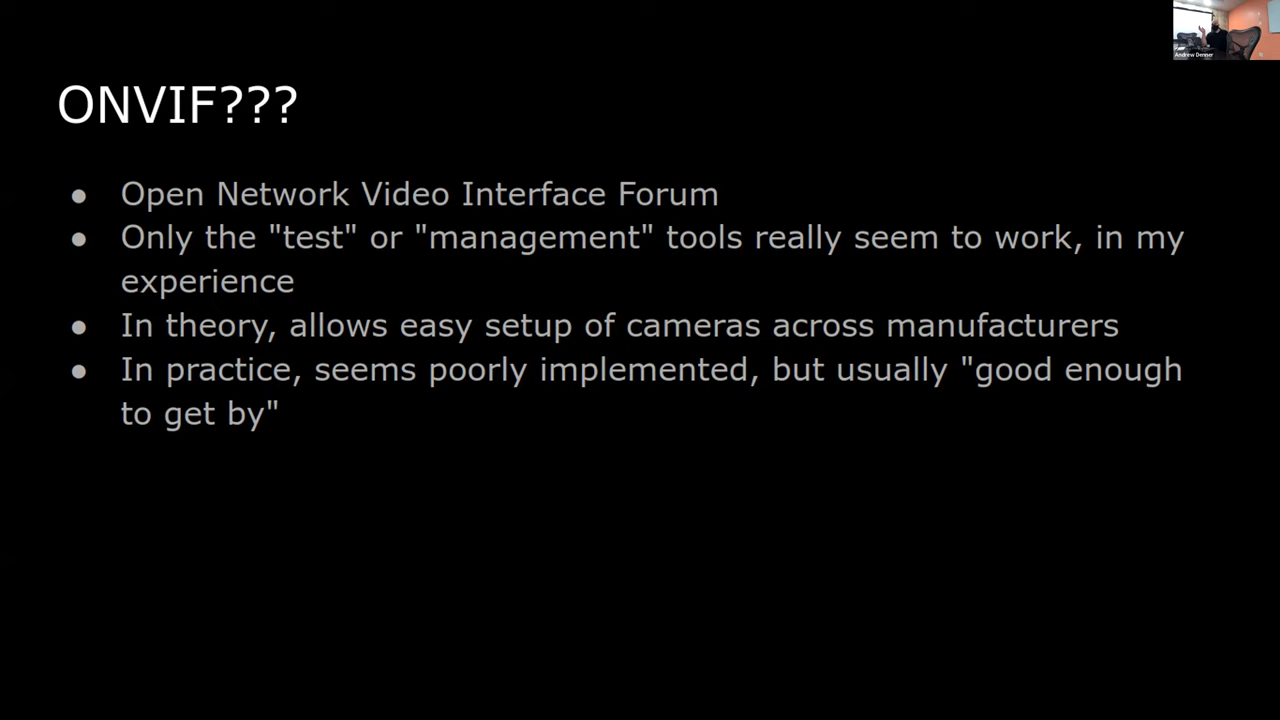 Andrew Denner
ONVIF???
● Open Network Video Interface Forum
● Only the "test" or "management" tools really seem to work, in my
experience
● In theory, allows easy setup of cameras across manufacturers
● In practice, seems poorly implemented, but usually "good enough
to get by"